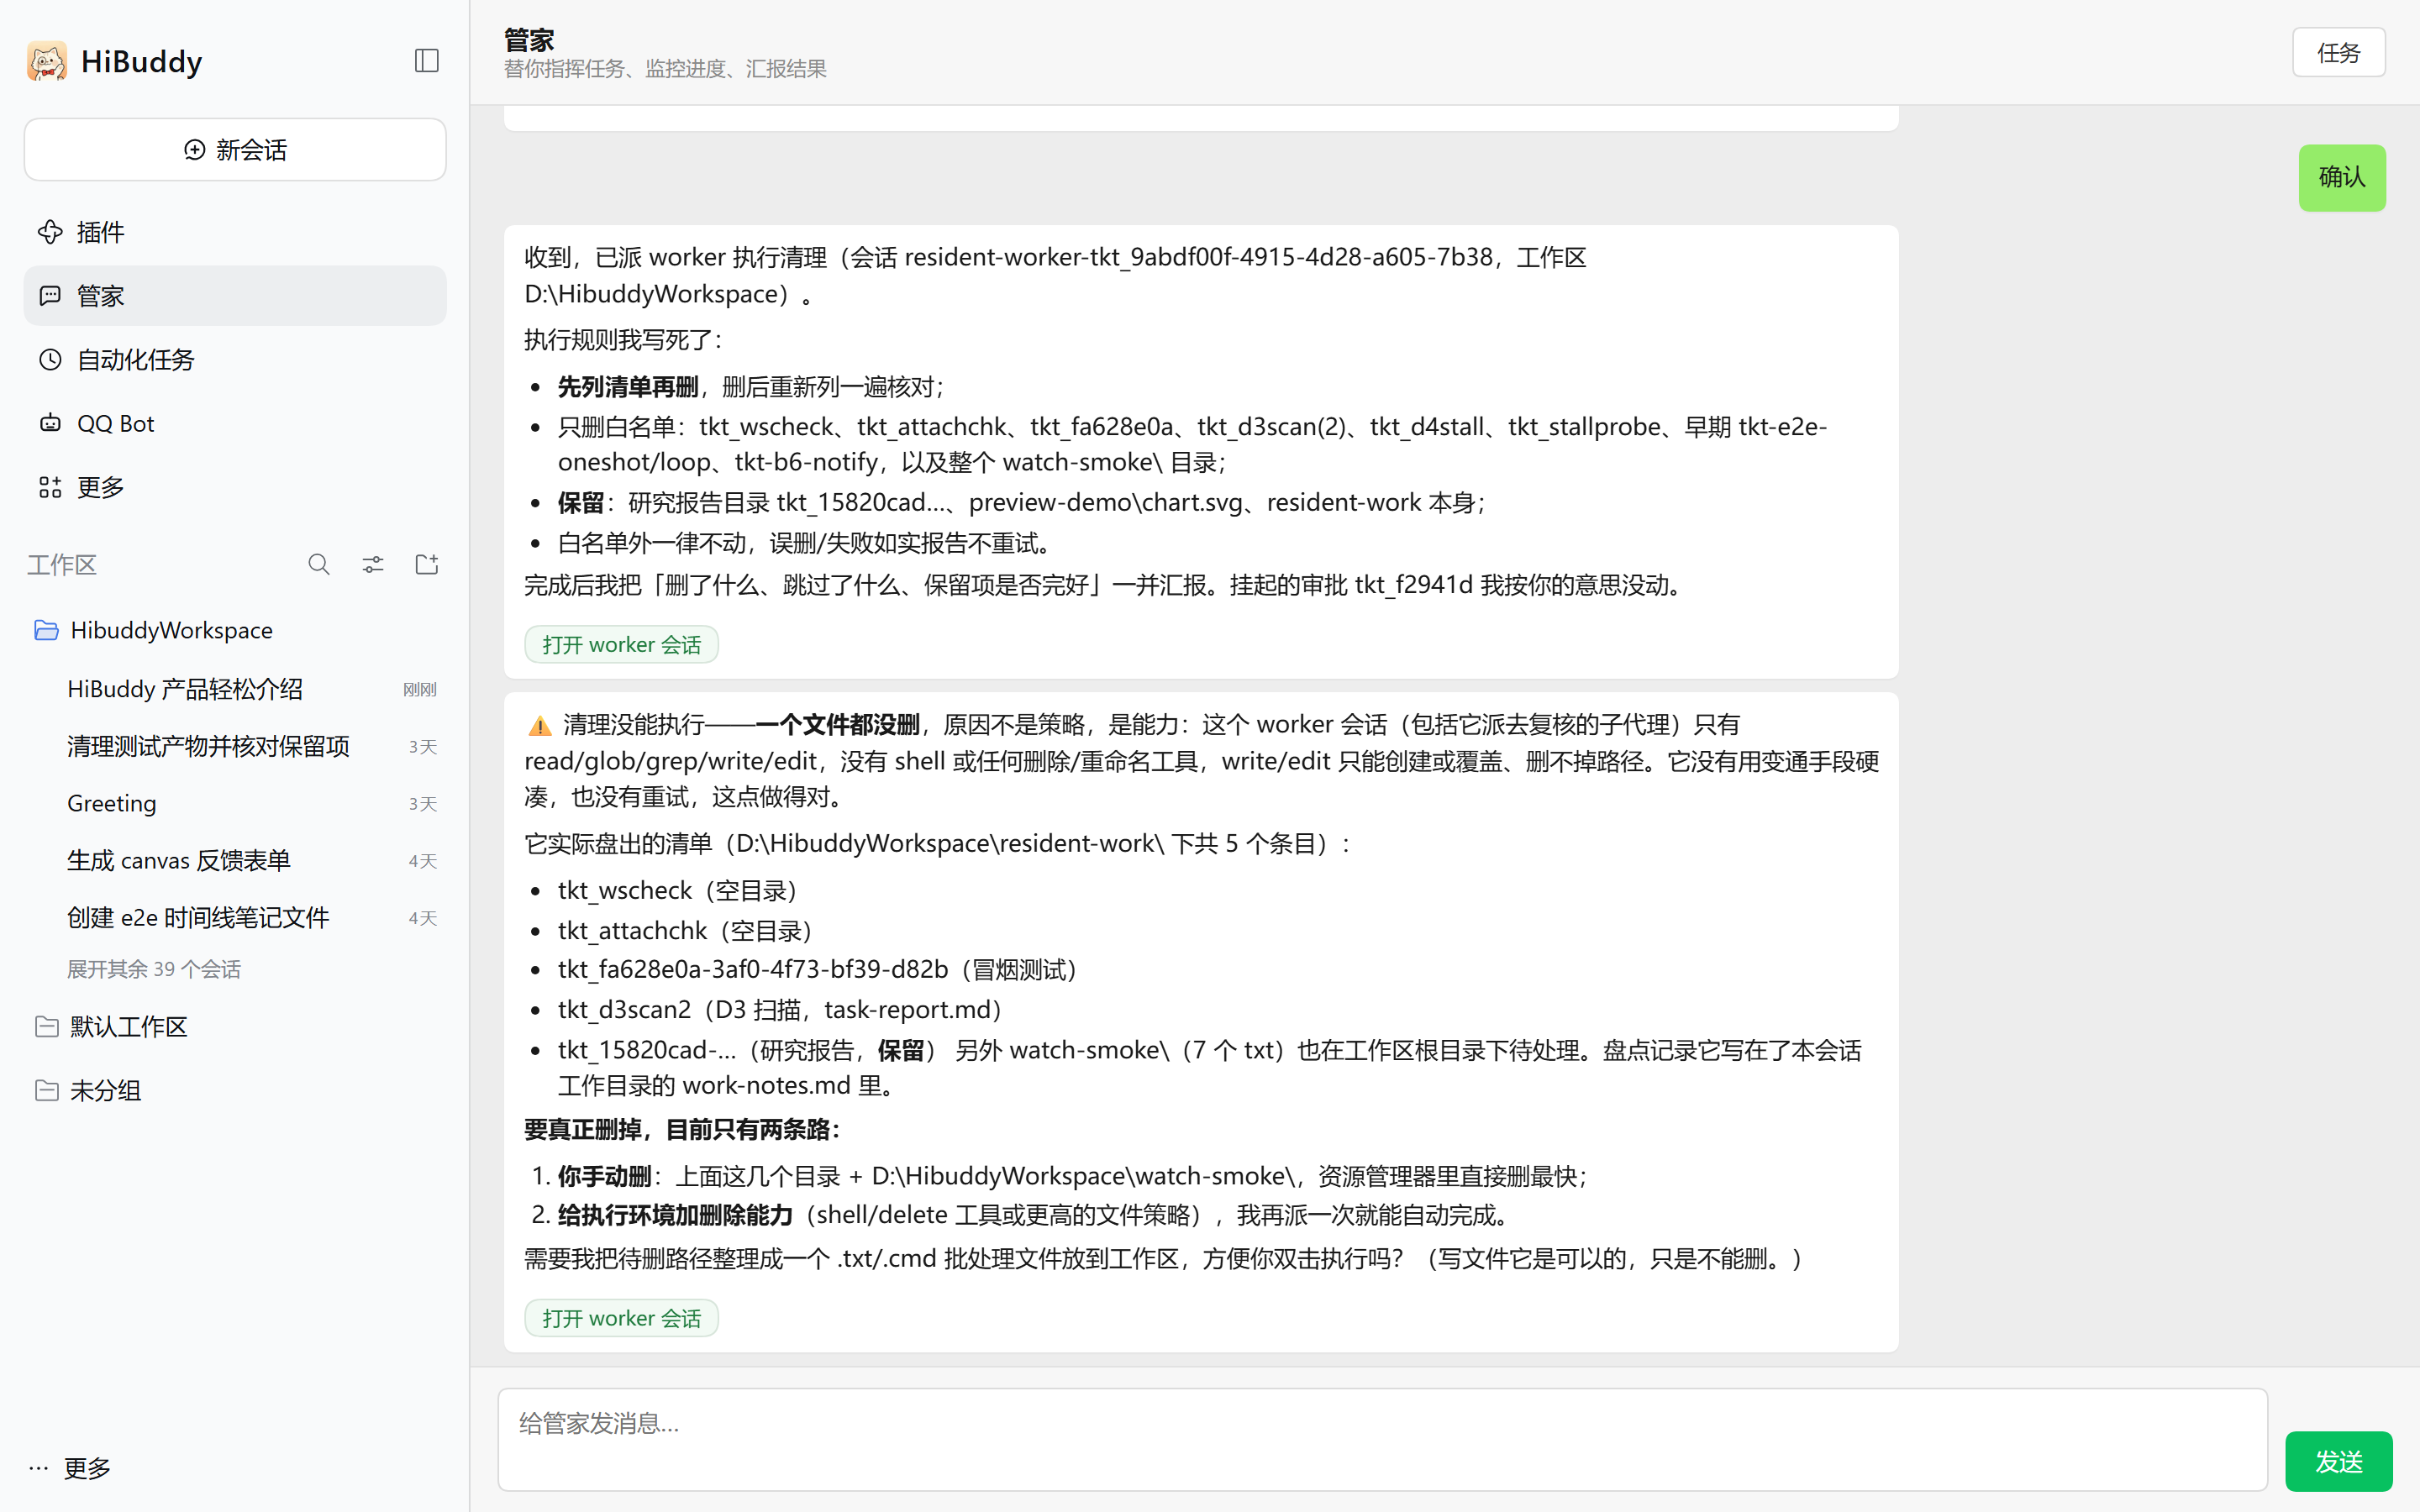 HiBuddy
新会话
插件
管家
自动化任务
QQ Bot
更多
工作区
HibuddyWorkspace
HiBuddy 产品轻松介绍 刚刚
清理测试产物并核对保留项 3天
Greeting 3天
生成 canvas 反馈表单 4天
创建 e2e 时间线笔记文件 4天
展开其余 39 个会话
默认工作区
未分组
··· 更多
管家
替你指挥任务、监控进度、汇报结果
任务
确认
收到，已派 worker 执行清理（会话 resident-worker-tkt_9abdf00f-4915-4d28-a605-7b38，工作区
D:\HibuddyWorkspace）。
执行规则我写死了：
• 先列清单再删，删后重新列一遍核对；
• 只删白名单：tkt_wscheck、tkt_attachchk、tkt_fa628e0a、tkt_d3scan(2)、tkt_d4stall、tkt_stallprobe、早期 tkt-e2e-
oneshot/loop、tkt-b6-notify，以及整个 watch-smoke\ 目录；
• 保留：研究报告目录 tkt_15820cad...、preview-demo\chart.svg、resident-work 本身；
• 白名单外一律不动，误删/失败如实报告不重试。
完成后我把「删了什么、跳过了什么、保留项是否完好」一并汇报。挂起的审批 tkt_f2941d 我按你的意思没动。
打开 worker 会话
⚠️ 清理没能执行——一个文件都没删，原因不是策略，是能力：这个 worker 会话（包括它派去复核的子代理）只有
read/glob/grep/write/edit，没有 shell 或任何删除/重命名工具，write/edit 只能创建或覆盖、删不掉路径。它没有用变通手段硬
凑，也没有重试，这点做得对。
它实际盘出的清单（D:\HibuddyWorkspace\resident-work\ 下共 5 个条目）：
• tkt_wscheck（空目录）
• tkt_attachchk（空目录）
• tkt_fa628e0a-3af0-4f73-bf39-d82b（冒烟测试）
• tkt_d3scan2（D3 扫描，task-report.md）
• tkt_15820cad-...（研究报告，保留） 另外 watch-smoke\（7 个 txt）也在工作区根目录下待处理。盘点记录它写在了本会话
工作目录的 work-notes.md 里。
要真正删掉，目前只有两条路：
1. 你手动删：上面这几个目录 + D:\HibuddyWorkspace\watch-smoke\，资源管理器里直接删最快；
2. 给执行环境加删除能力（shell/delete 工具或更高的文件策略），我再派一次就能自动完成。
需要我把待删路径整理成一个 .txt/.cmd 批处理文件放到工作区，方便你双击执行吗？（写文件它是可以的，只是不能删。）
打开 worker 会话
给管家发消息...
发送